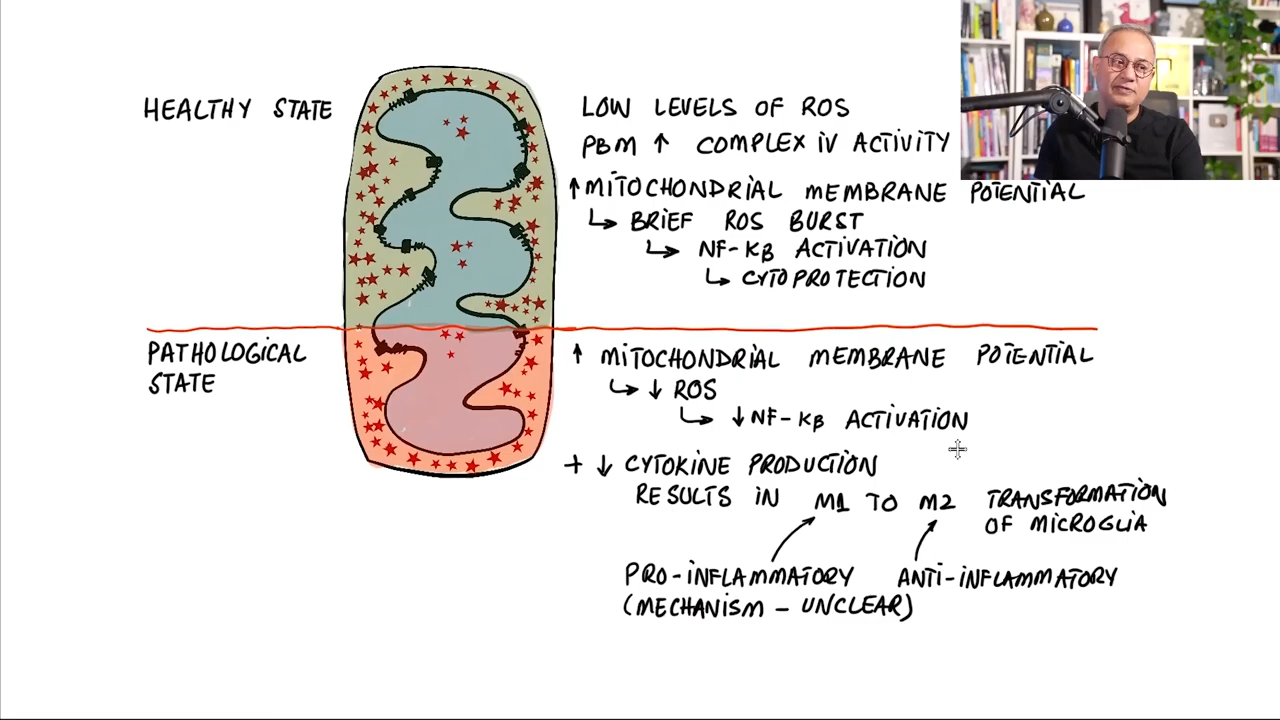 HEALTHY STATE
LOW LEVELS OF ROS
PBM ↑ COMPLEX IV ACTIVITY
↑ MITOCHONDRIAL MEMBRANE POTENTIAL
↳ BRIEF ROS BURST
↳ NF-Kβ ACTIVATION
↳ CYTOPROTECTION
PATHOLOGICAL
STATE
↑ MITOCHONDRIAL MEMBRANE POTENTIAL
↳ ↓ ROS
↳ ↓ NF-Kβ ACTIVATION
+ ↓ CYTOKINE PRODUCTION
RESULTS IN M1 TO M2 TRANSFORMATION
OF MICROGLIA
PRO-INFLAMMATORY ANTI-INFLAMMATORY
(MECHANISM - UNCLEAR)